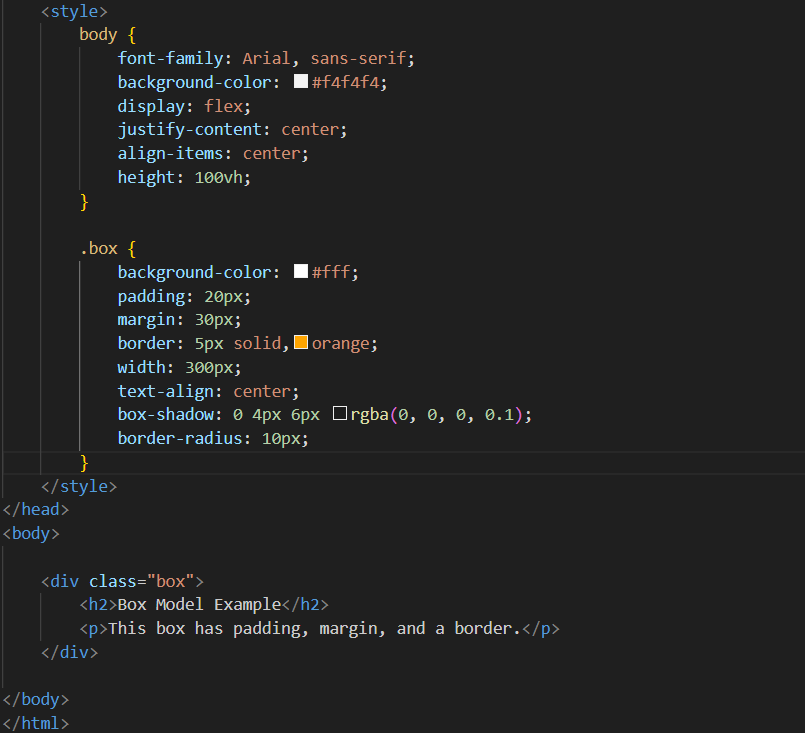 <style>
body {
font-family: Arial, sans-serif;
background-color: #f4f4f4;
display: flex;
justify-content: center;
align-items: center;
height: 100vh;
}
.box {
background-color: #fff;
padding: 20px;
margin: 30px;
border: 5px solid, orange;
width: 300px;
text-align: center;
box-shadow: 0 4px 6px rgba(0, 0, 0, 0.1);
border-radius: 10px;
}
</style>
</head>
<body>
<div class="box">
<h2>Box Model Example</h2>
<p>This box has padding, margin, and a border.</p>
</div>
</body>
</html>